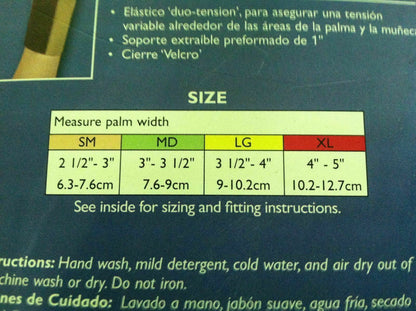 • Elástico 'duo-tension', para asegurar una tensión
variable alrededor de las áreas de la palma y la muñeca
• Soporte extraíble preformado de 1"
• Cierre 'Velcro'
SIZE
Measure palm width
SM MD LG XL
2 1/2"- 3" 3"- 3 1/2" 3 1/2"- 4" 4" - 5"
6.3-7.6cm 7.6-9cm 9-10.2cm 10.2-12.7cm
See inside for sizing and fitting instructions.
ructions: Hand wash, mild detergent, cold water, and air dry out of
chine wash or dry. Do not iron.
nes de Cuidado: Lavado a mano, jabón suave, agua fría, secado